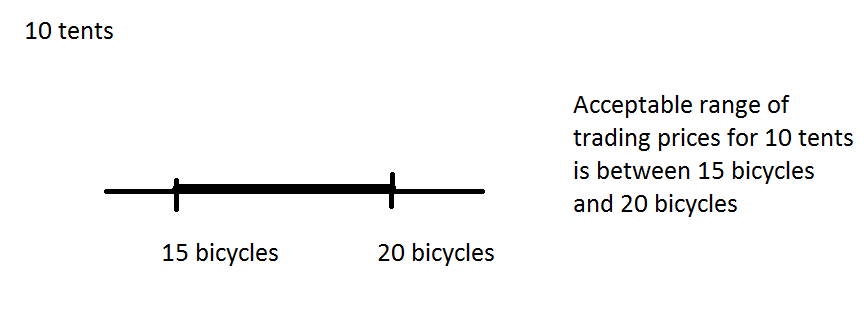 10 tents
Acceptable range of
trading prices for 10 tents
is between 15 bicycles
and 20 bicycles
15 bicycles
20 bicycles